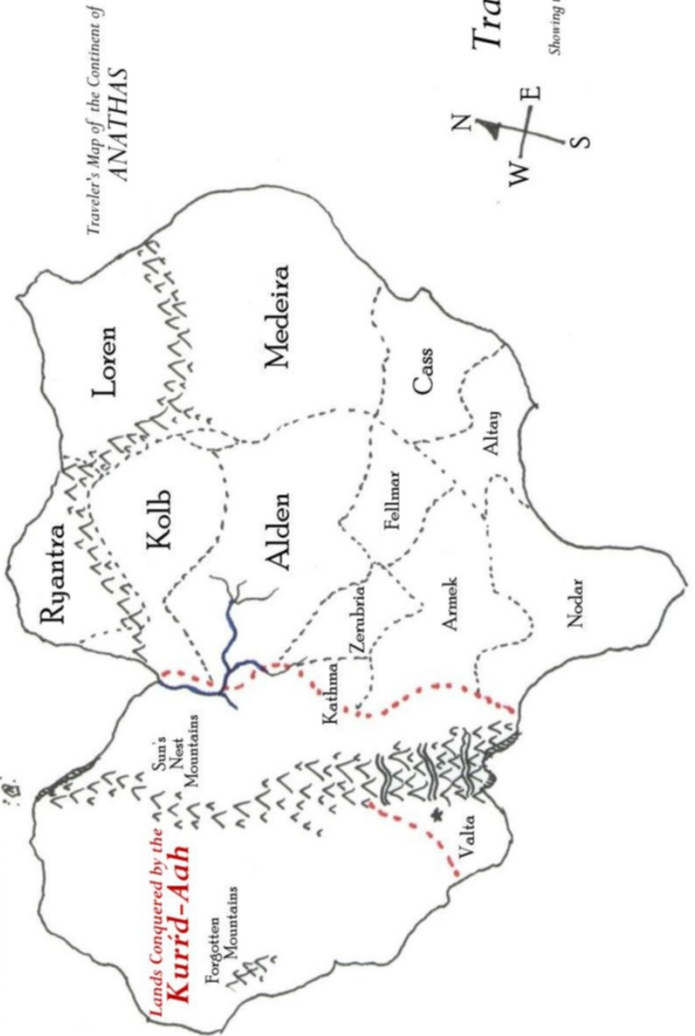 Traveler's Map of the Continent of
ANATHAS
Tra
Showing
N
W
E
S
Ryantra
Loren
Kolb
Medeira
Alden
Cass
Fellmar
Altay
Zerubria
Armek
Kathma
Nodar
Sun's
Nest
Mountains
Lands Conquered by the
Kurrd-Aah
Forgotten
Mountains
Valta